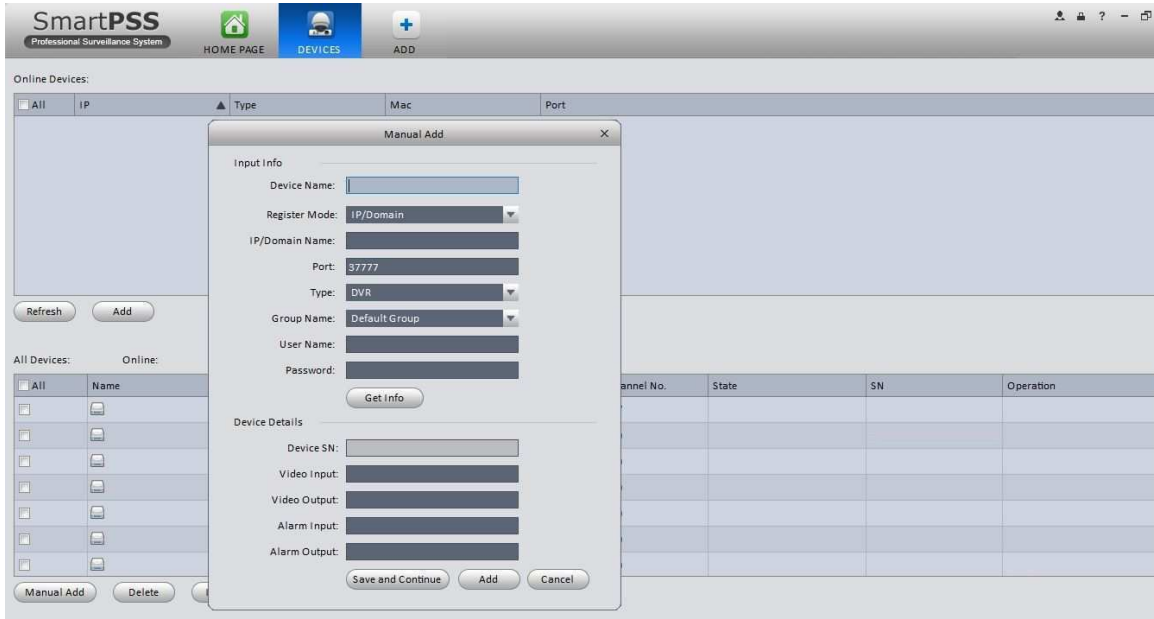 SmartPSS
Professional Surveillance System
HOME PAGE
DEVICES
ADD
?
Online Devices:
All IP Type Mac Port
Manual Add
Input Info
Device Name:
Register Mode: IP/Domain
IP/Domain Name:
Port: 37777
Type: DVR
Group Name: Default Group
User Name:
Password:
Get Info
Refresh Add
All Devices: Online:
All Name annel No. State SN Operation
Device Details
Device SN:
Video Input:
Video Output:
Alarm Input:
Alarm Output:
Save and Continue Add Cancel
Manual Add Delete